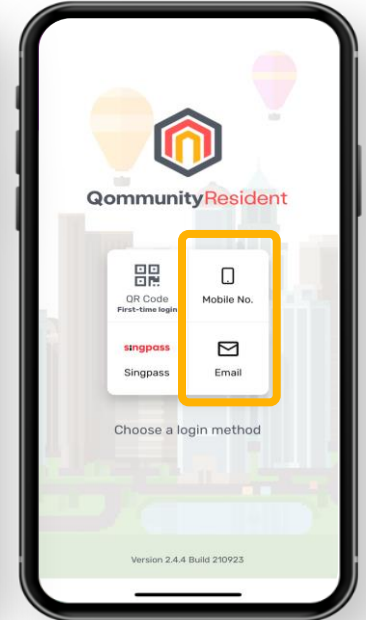 QommunityResident
QR Code
First-time login
Mobile No.
singpass
Singpass
Email
Choose a login method
Version 2.4.4 Build 210923